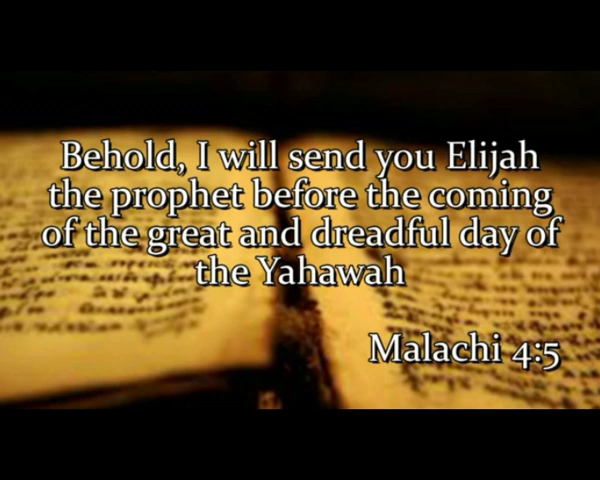 Behold, I will send you Elijah
the prophet before the coming
of the great and dreadful day of
the Yahawah
Malachi 4:5